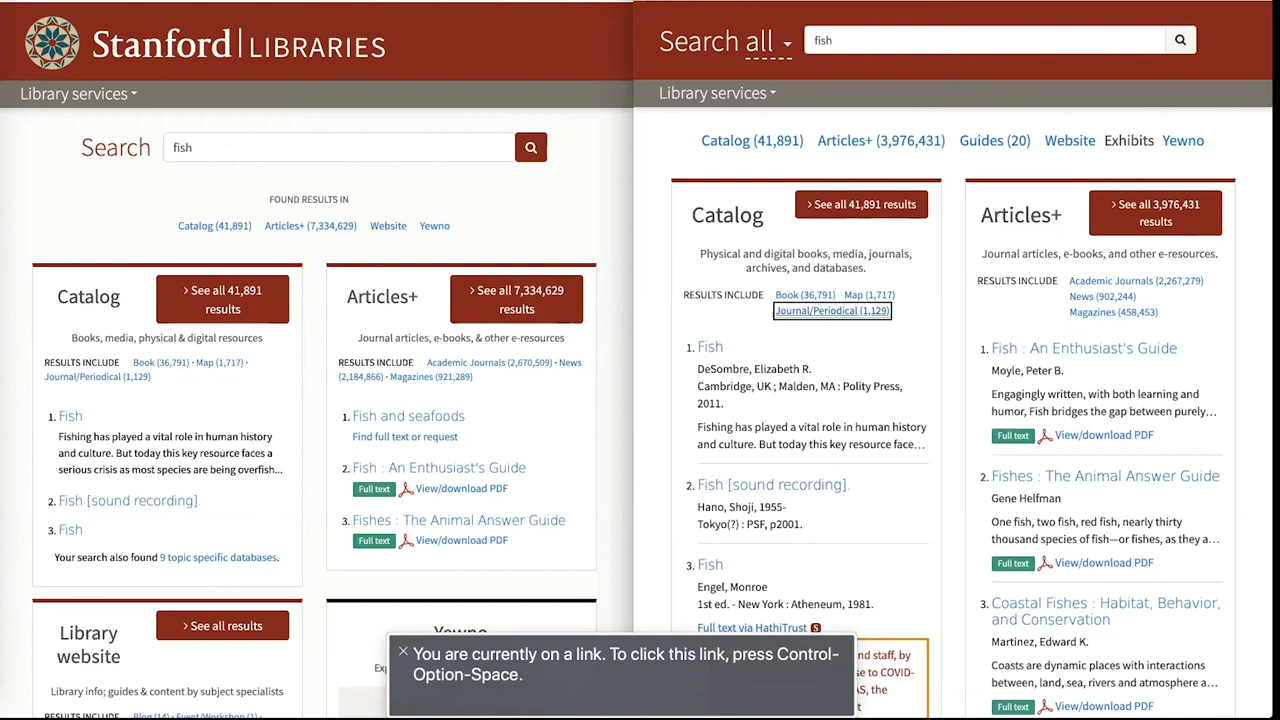 Stanford LIBRARIES
Library services
Search
fish
FOUND RESULTS IN
Catalog (41,891) Articles+ (7,334,629) Website Yewno
Catalog
> See all 41,891
results
Books, media, physical & digital resources
RESULTS INCLUDE Book (36,791) · Map (1,717) ·
Journal/Periodical (1,129)
1. Fish
Fishing has played a vital role in human history
and culture. But today this key resource faces a
serious crisis as most species are being overfish...
2. Fish [sound recording].
3. Fish
Your search also found 9 topic specific databases.
Articles+
> See all 7,334,629
results
Journal articles, e-books, & other e-resources
RESULTS INCLUDE Academic Journals (2,670,509) · News
(2,184,866) · Magazines (921,289)
1. Fish and seafoods
Find full text or request
2. Fish : An Enthusiast's Guide
Full text View/download PDF
3. Fishes : The Animal Answer Guide
Full text View/download PDF
Library
website
> See all results
Library info; guides & content by subject specialists
RESULTS INCLUDE Blog (14) · Event/Workshop (1) ·
Yewno
Search all
fish
Library services
Catalog (41,891) Articles+ (3,976,431) Guides (20) Website Exhibits Yewno
Catalog
> See all 41,891 results
Physical and digital books, media, journals,
archives, and databases.
RESULTS INCLUDE Book (36,791) Map (1,717)
Journal/Periodical (1,129)
1. Fish
DeSombre, Elizabeth R.
Cambridge, UK ; Malden, MA : Polity Press,
2011.
Fishing has played a vital role in human history
and culture. But today this key resource face...
2. Fish [sound recording].
Hano, Shoji, 1955-
Tokyo(?) : PSF, p2001.
3. Fish
Engel, Monroe
1st ed. - New York : Atheneum, 1981.
Full text via HathiTrust S
nd staff, by
se to COVID-
AS, the
Articles+
> See all 3,976,431
results
Journal articles, e-books, and other e-resources.
RESULTS INCLUDE Academic Journals (2,267,279)
News (902,244)
Magazines (458,453)
1. Fish : An Enthusiast's Guide
Moyle, Peter B.
Engagingly written, with both learning and
humor, Fish bridges the gap between purely...
Full text View/download PDF
2. Fishes : The Animal Answer Guide
Gene Helfman
One fish, two fish, red fish, nearly thirty
thousand species of fish—or fishes, as they a...
Full text View/download PDF
3. Coastal Fishes : Habitat, Behavior,
and Conservation
Martinez, Edward K.
Coasts are dynamic places with interactions
between, land, sea, rivers and atmosphere a...
Full text View/download PDF
You are currently on a link. To click this link, press Control-
Option-Space.